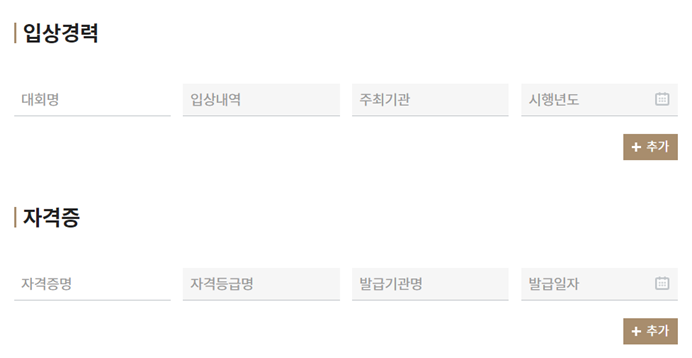 입상경력
대회명 입상내역 주최기관 시행년도
+ 추가
자격증
자격증명 자격등급명 발급기관명 발급일자
+ 추가